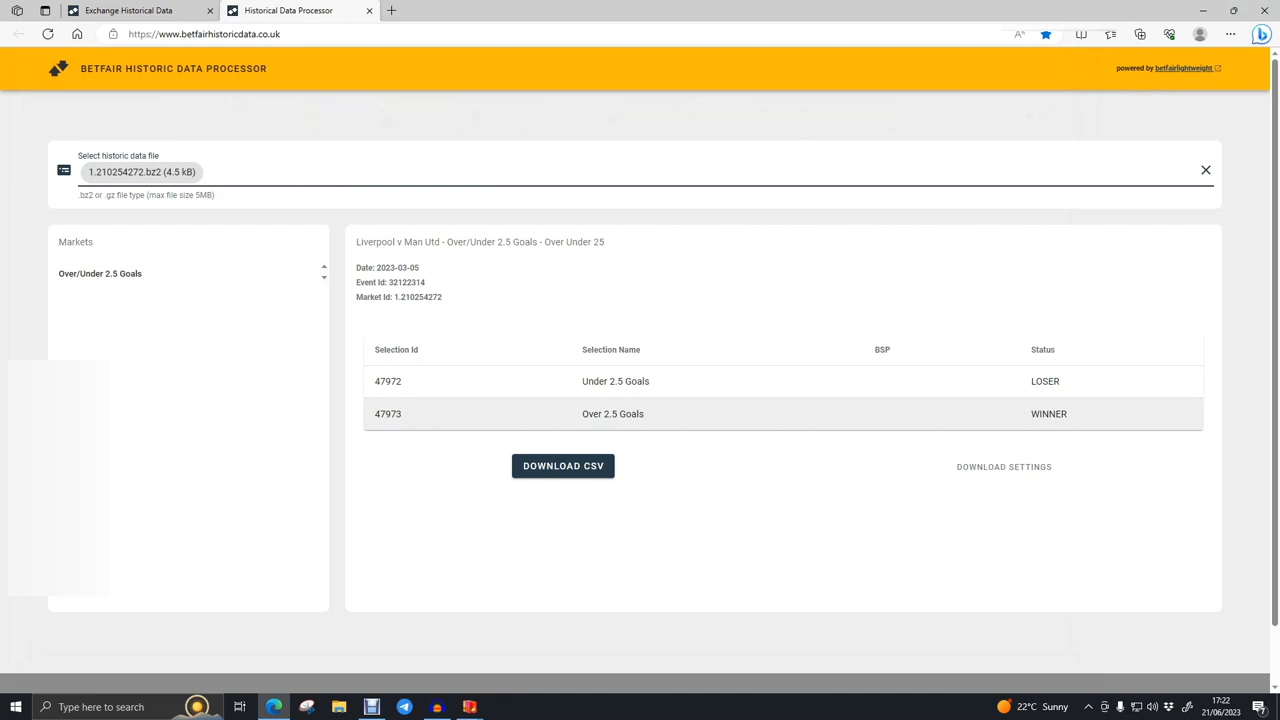 Exchange Historical Data
Historical Data Processor
https://www.betfairhistoricdata.co.uk
BETFAIR HISTORIC DATA PROCESSOR
powered by betfairlightweight
Select historic data file
1.210254272.bz2 (4.5 kB)
.bz2 or .gz file type (max file size 5MB)
Markets
Over/Under 2.5 Goals
Liverpool v Man Utd - Over/Under 2.5 Goals - Over Under 25
Date: 2023-03-05
Event Id: 32122314
Market Id: 1.210254272
Selection Id Selection Name BSP Status
47972 Under 2.5 Goals LOSER
47973 Over 2.5 Goals WINNER
DOWNLOAD CSV
DOWNLOAD SETTINGS
Type here to search
22°C Sunny
17:22
21/06/2023